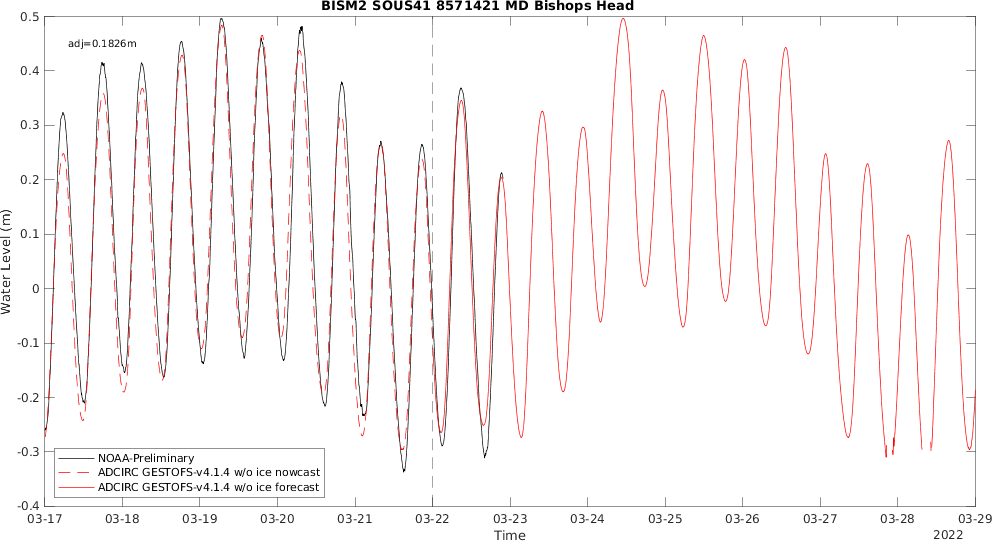 BISM2 SOUS41 8571421 MD Bishops Head
adj=0.1826m
0.5
0.4
0.3
0.2
0.1
0
-0.1
-0.2
-0.3
-0.4
Water Level (m)
NOAA-Preliminary
ADCIRC GESTOFS-v4.1.4 w/o ice nowcast
ADCIRC GESTOFS-v4.1.4 w/o ice forecast
03-17 03-18 03-19 03-20 03-21 03-22 03-23 03-24 03-25 03-26 03-27 03-28 03-29
Time
2022